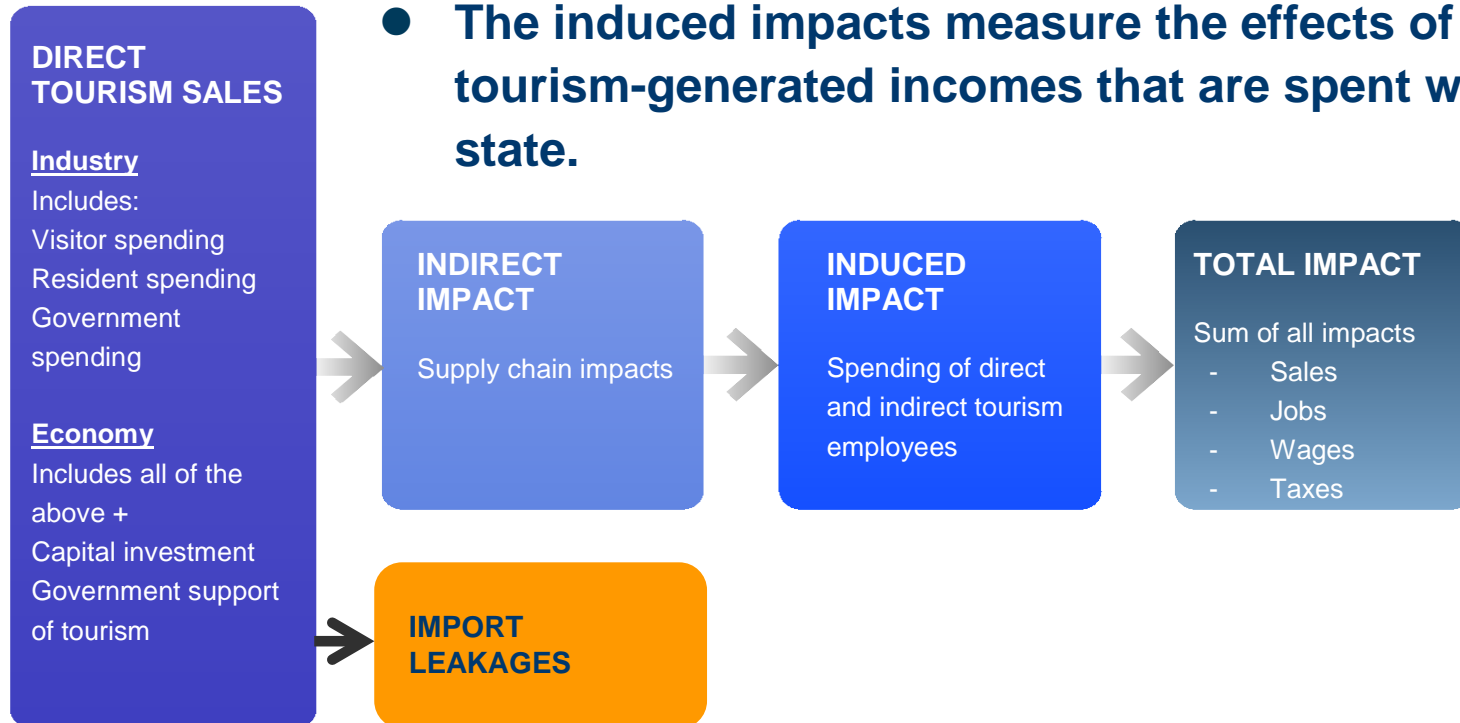 DIRECT
TOURISM SALES
Industry
Includes:
Visitor spending
Resident spending
Government
spending
Economy
Includes all of the
above +
Capital investment
Government support
of tourism
● The induced impacts measure the effects of
tourism-generated incomes that are spent
state.
INDIRECT
IMPACT
Supply chain impacts
INDUCED
IMPACT
Spending of direct
and indirect tourism
employees
TOTAL IMPACT
Sum of all impacts
- Sales
- Jobs
- Wages
- Taxes
IMPORT
LEAKAGES